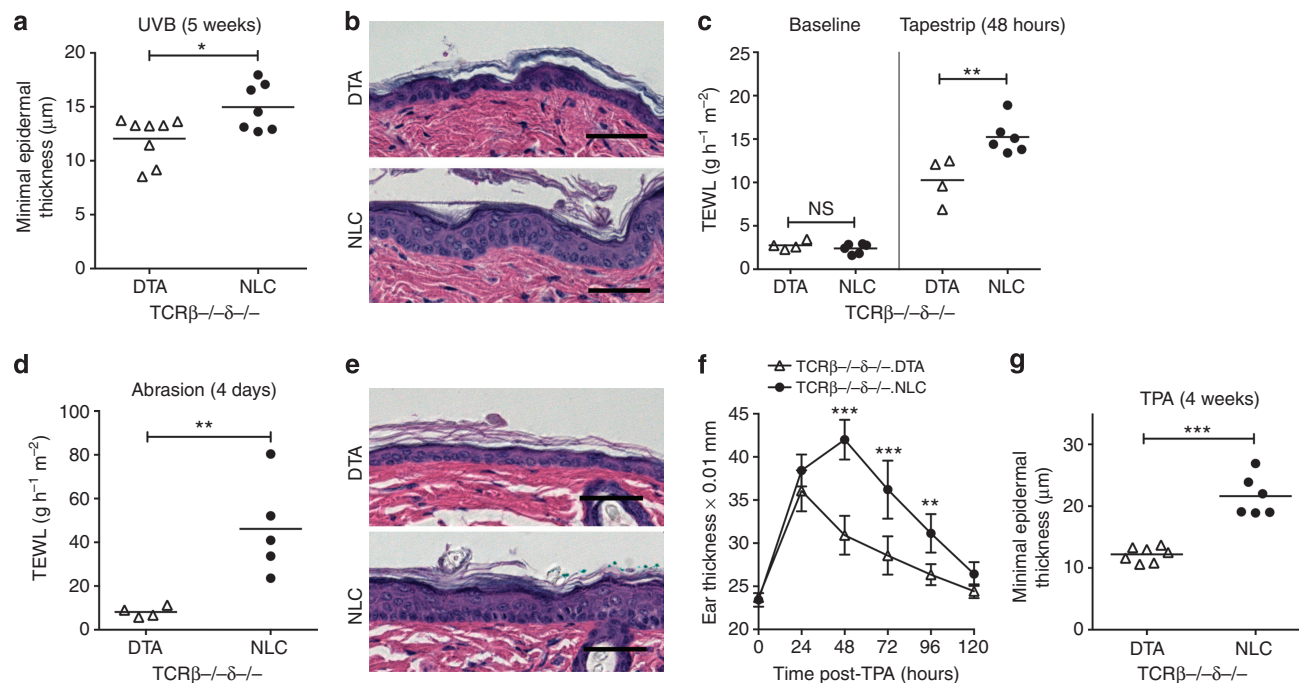 a
UVB (5 weeks)
*
Minimal epidermal
thickness (μm)
20
15
10
5
0
DTA
NLC
TCRβ–/–δ–/–
b
DTA
NLC
c
Baseline
Tapestrip (48 hours)
TEWL (g h⁻¹ m⁻²)
25
20
15
10
5
0
NS
**
DTA
NLC
DTA
NLC
TCRβ–/–δ–/–
d
Abrasion (4 days)
**
TEWL (g h⁻¹ m⁻²)
100
80
60
40
20
0
DTA
NLC
TCRβ–/–δ–/–
e
DTA
NLC
f
TCRβ–/–δ–/–.DTA
TCRβ–/–δ–/–.NLC
Ear thickness × 0.01 mm
45
40
35
30
25
20
***
***
**
0 24 48 72 96 120
Time post-TPA (hours)
g
TPA (4 weeks)
***
Minimal epidermal
thickness (μm)
30
20
10
0
DTA
NLC
TCRβ–/–δ–/–